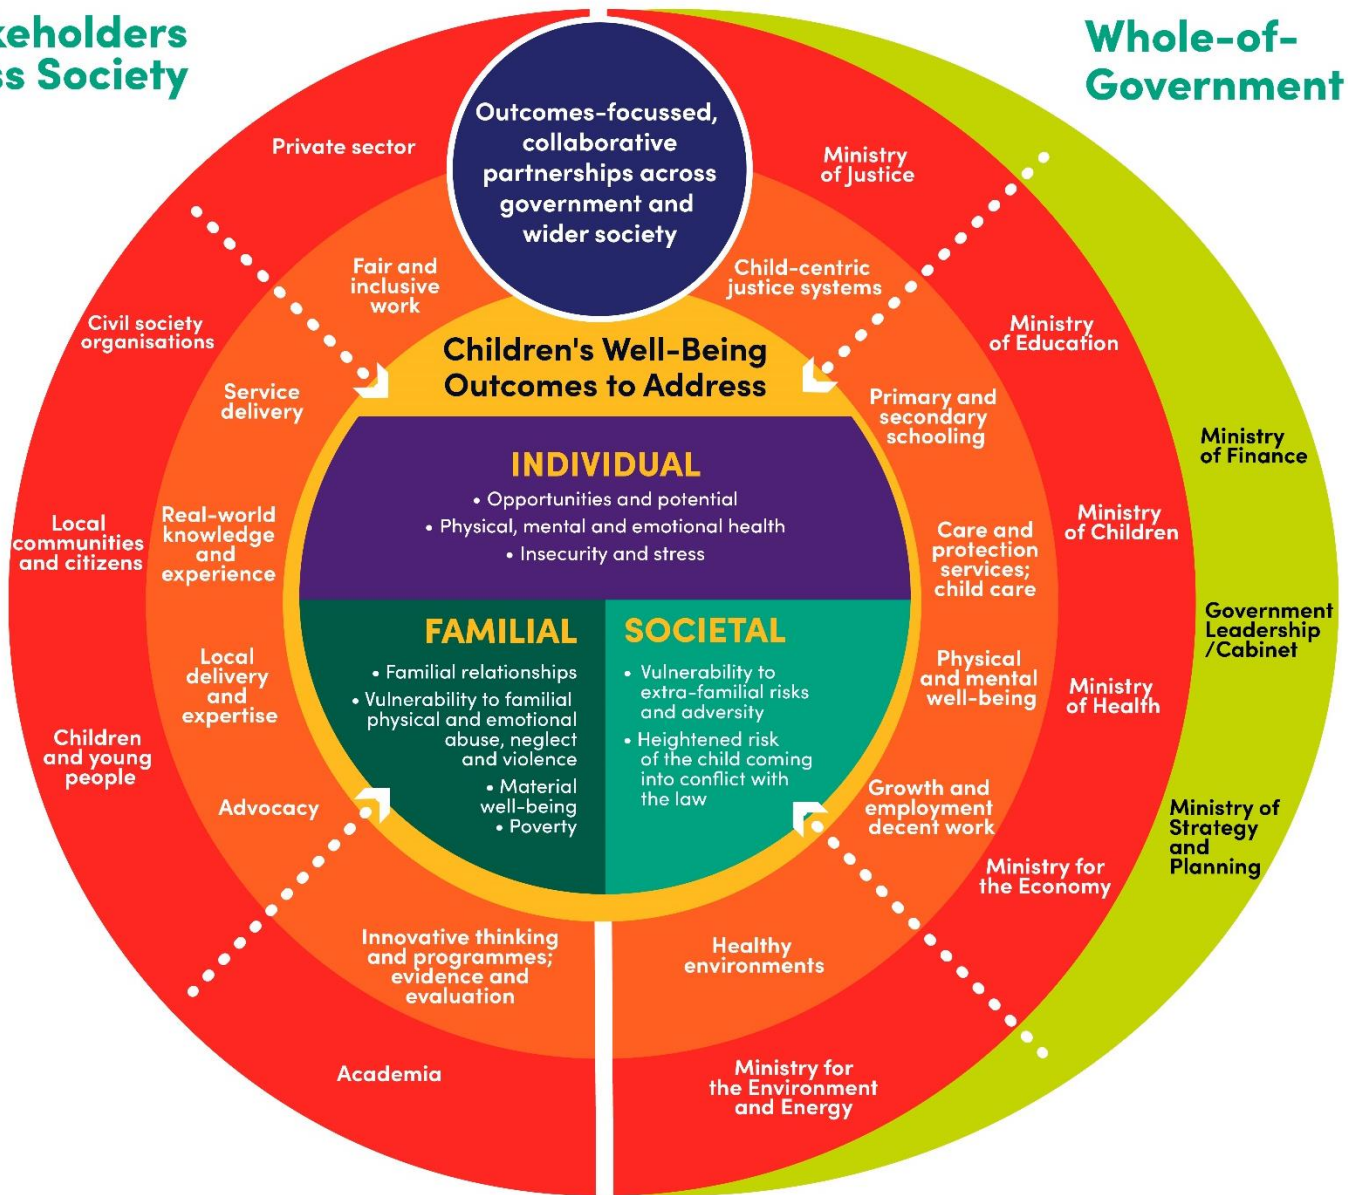 keholders
ss Society
Whole-of-
Government
Outcomes-focussed,
collaborative
partnerships across
government and
wider society
Private sector
Civil society
organisations
Local
communities
and citizens
Children
and young
people
Academia
Fair and
inclusive
work
Service
delivery
Real-world
knowledge
and
experience
Local
delivery
and
expertise
Advocacy
Innovative thinking
and programmes;
evidence and
evaluation
Children's Well-Being
Outcomes to Address
INDIVIDUAL
• Opportunities and potential
• Physical, mental and emotional health
• Insecurity and stress
FAMILIAL
• Familial relationships
• Vulnerability to familial
physical and emotional
abuse, neglect
and violence
• Material
well-being
• Poverty
SOCIETAL
• Vulnerability to
extra-familial risks
and adversity
• Heightened risk
of the child coming
into conflict with
the law
Child-centric
justice systems
Primary and
secondary
schooling
Care and
protection
services;
child care
Physical
and mental
well-being
Growth and
employment
decent work
Healthy
environments
Ministry
of Justice
Ministry
of Education
Ministry
of Children
Ministry
of Health
Ministry for
the Economy
Ministry for
the Environment
and Energy
Ministry
of Finance
Government
Leadership
/Cabinet
Ministry of
Strategy
and
Planning